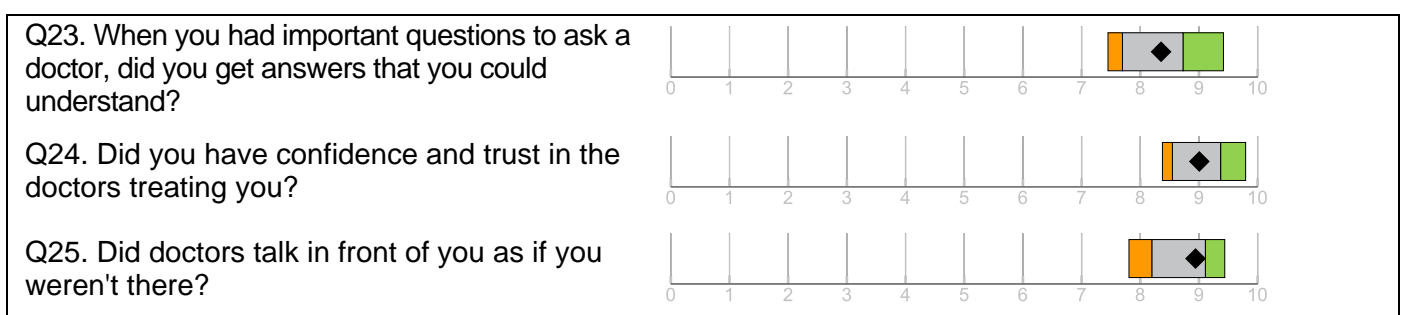 Q23. When you had important questions to ask a
doctor, did you get answers that you could
understand?
0 1 2 3 4 5 6 7 8 9 10
Q24. Did you have confidence and trust in the
doctors treating you?
0 1 2 3 4 5 6 7 8 9 10
Q25. Did doctors talk in front of you as if you
weren't there?
0 1 2 3 4 5 6 7 8 9 10